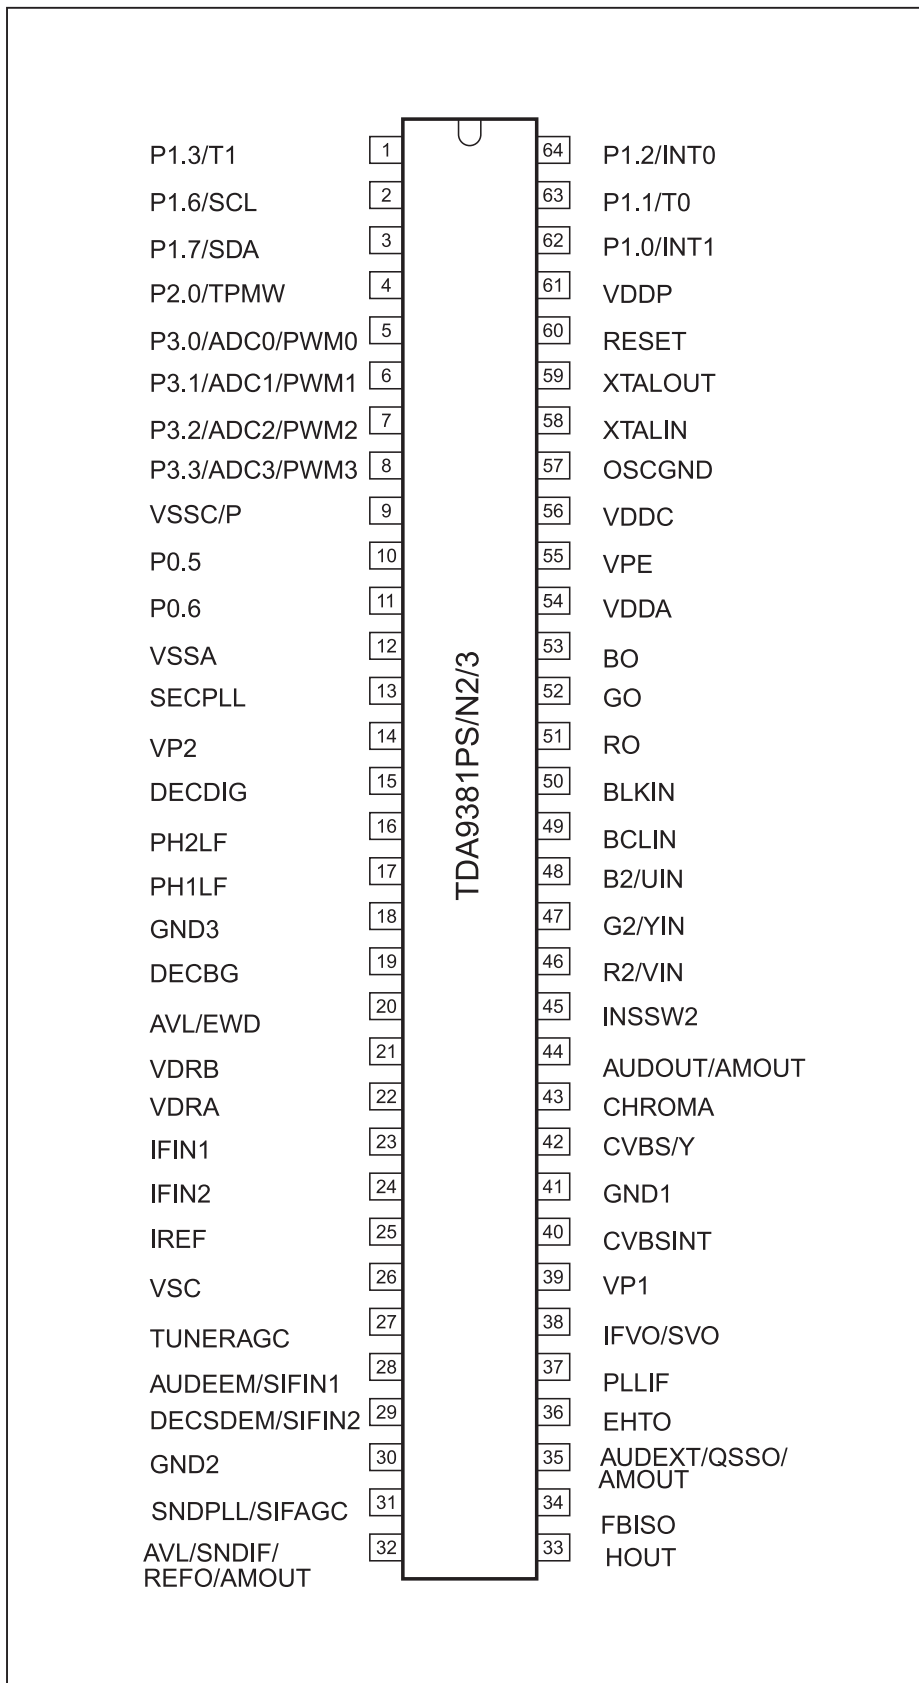 P1.3/T1 1 64 P1.2/INT0
P1.6/SCL 2 63 P1.1/T0
P1.7/SDA 3 62 P1.0/INT1
P2.0/TPMW 4 61 VDDP
P3.0/ADC0/PWM0 5 60 RESET
P3.1/ADC1/PWM1 6 59 XTALOUT
P3.2/ADC2/PWM2 7 58 XTALIN
P3.3/ADC3/PWM3 8 57 OSCGND
VSSC/P 9 56 VDDC
P0.5 10 55 VPE
P0.6 11 54 VDDA
VSSA 12 53 BO
SECPLL 13 52 GO
VP2 14 51 RO
DECDIG 15 50 BLKIN
PH2LF 16 49 BCLIN
PH1LF 17 48 B2/UIN
GND3 18 47 G2/YIN
DECBG 19 46 R2/VIN
AVL/EWD 20 45 INSSW2
VDRB 21 44 AUDOUT/AMOUT
VDRA 22 43 CHROMA
IFIN1 23 42 CVBS/Y
IFIN2 24 41 GND1
IREF 25 40 CVBSINT
VSC 26 39 VP1
TUNERAGC 27 38 IFVO/SVO
AUDEEM/SIFIN1 28 37 PLLIF
DECSDEM/SIFIN2 29 36 EHTO
GND2 30 35 AUDEXT/QSSO/
AMOUT
SNDPLL/SIFAGC 31 34 FBISO
AVL/SNDIF/ 32 33 HOUT
REFO/AMOUT
TDA9381PS/N2/3